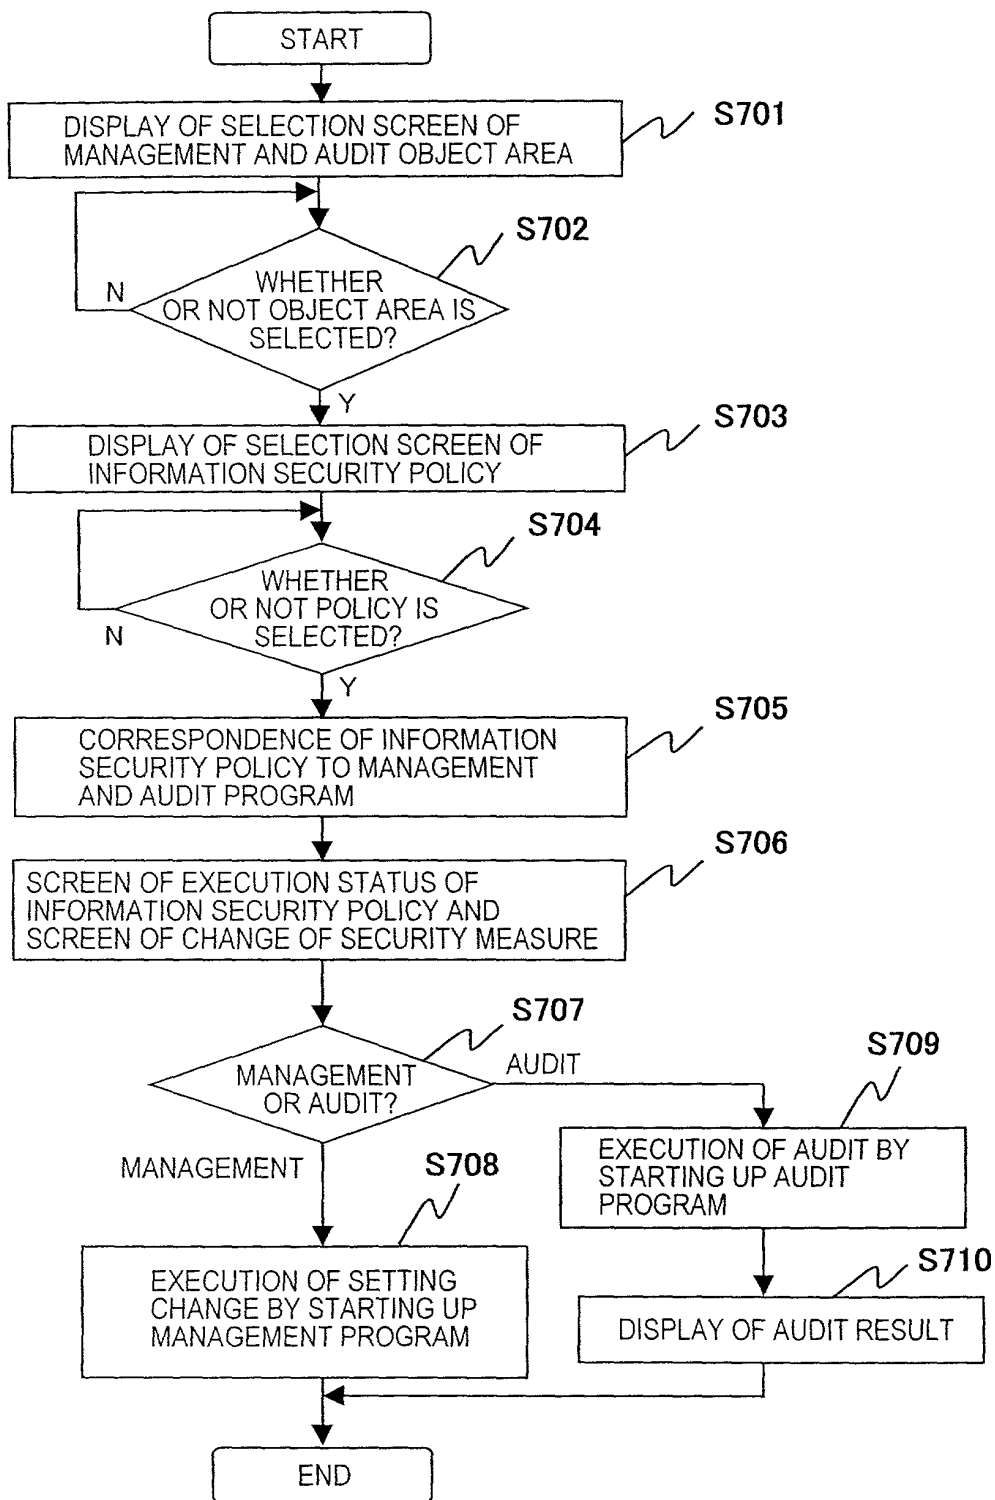 START
DISPLAY OF SELECTION SCREEN OF
MANAGEMENT AND AUDIT OBJECT AREA
S701
S702
WHETHER
OR NOT OBJECT AREA IS
SELECTED?
N
Y
S703
DISPLAY OF SELECTION SCREEN OF
INFORMATION SECURITY POLICY
S704
WHETHER
OR NOT POLICY IS
SELECTED?
N
Y
S705
CORRESPONDENCE OF INFORMATION
SECURITY POLICY TO MANAGEMENT
AND AUDIT PROGRAM
S706
SCREEN OF EXECUTION STATUS OF
INFORMATION SECURITY POLICY AND
SCREEN OF CHANGE OF SECURITY MEASURE
S707
MANAGEMENT
OR AUDIT?
AUDIT
MANAGEMENT
S708
EXECUTION OF SETTING
CHANGE BY STARTING UP
MANAGEMENT PROGRAM
S709
EXECUTION OF AUDIT BY
STARTING UP AUDIT
PROGRAM
S710
DISPLAY OF AUDIT RESULT
END